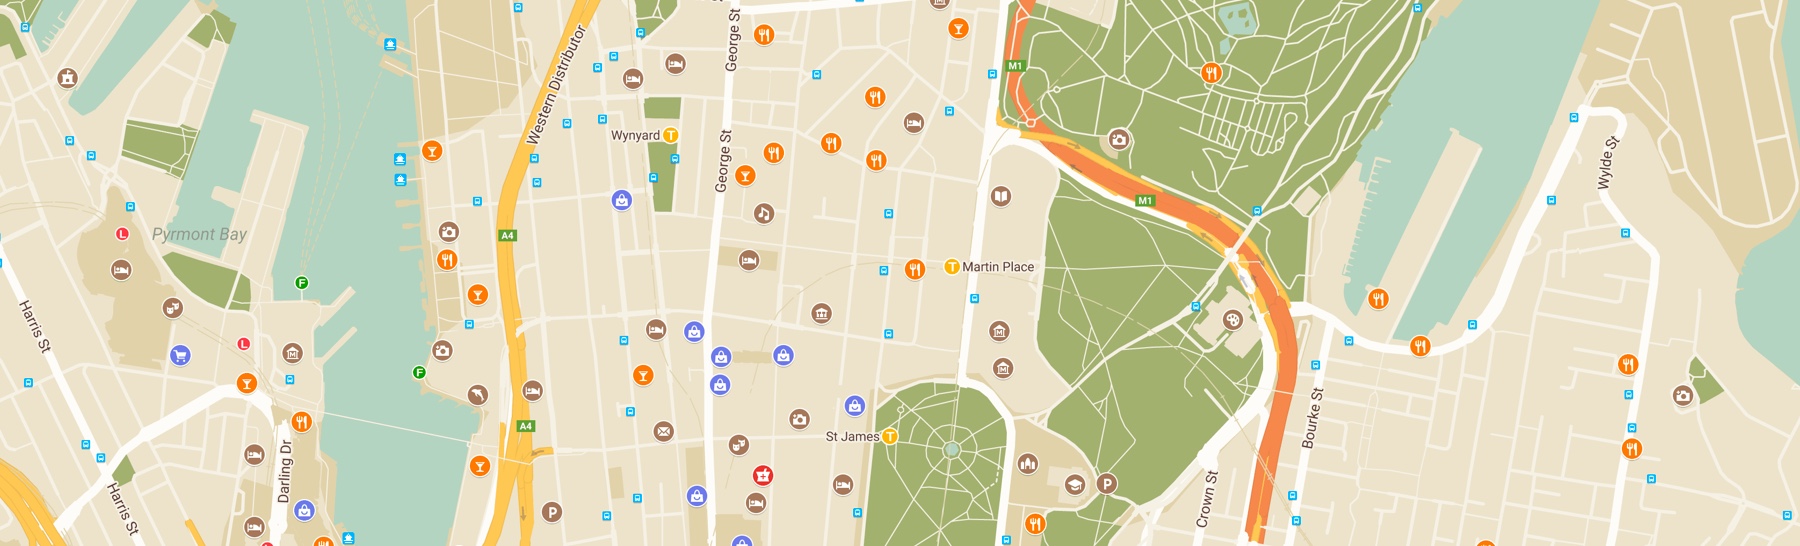 George St
Western Distributor
M1
Wynyard
T
George St
M1
Wylde St
Pyrmont Bay
L
A4
T
Martin Place
F
Harris St
L
F
Bourke St
A4
St James
T
Darling Dr
Harris St
Crown St
P
P